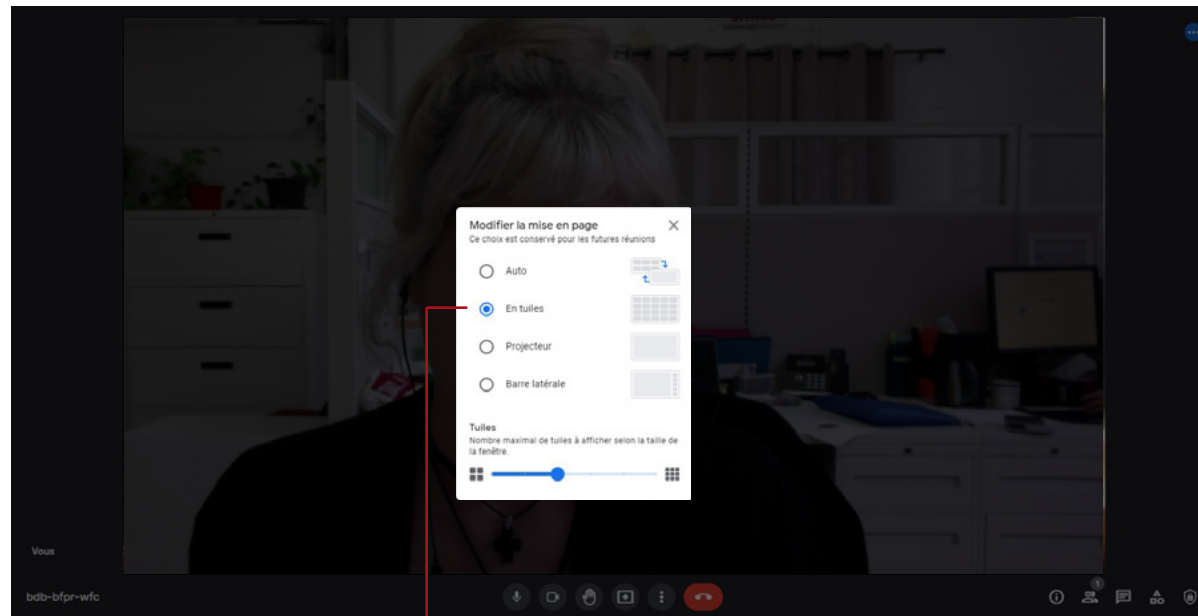 Modifier la mise en page
Ce choix est conservé pour les futures réunions
Auto
En tuiles
Projecteur
Barre latérale
Tuiles
Nombre maximal de tuiles à afficher selon la taille de
la fenêtre.
Vous
bdb-bfpr-wfc
1